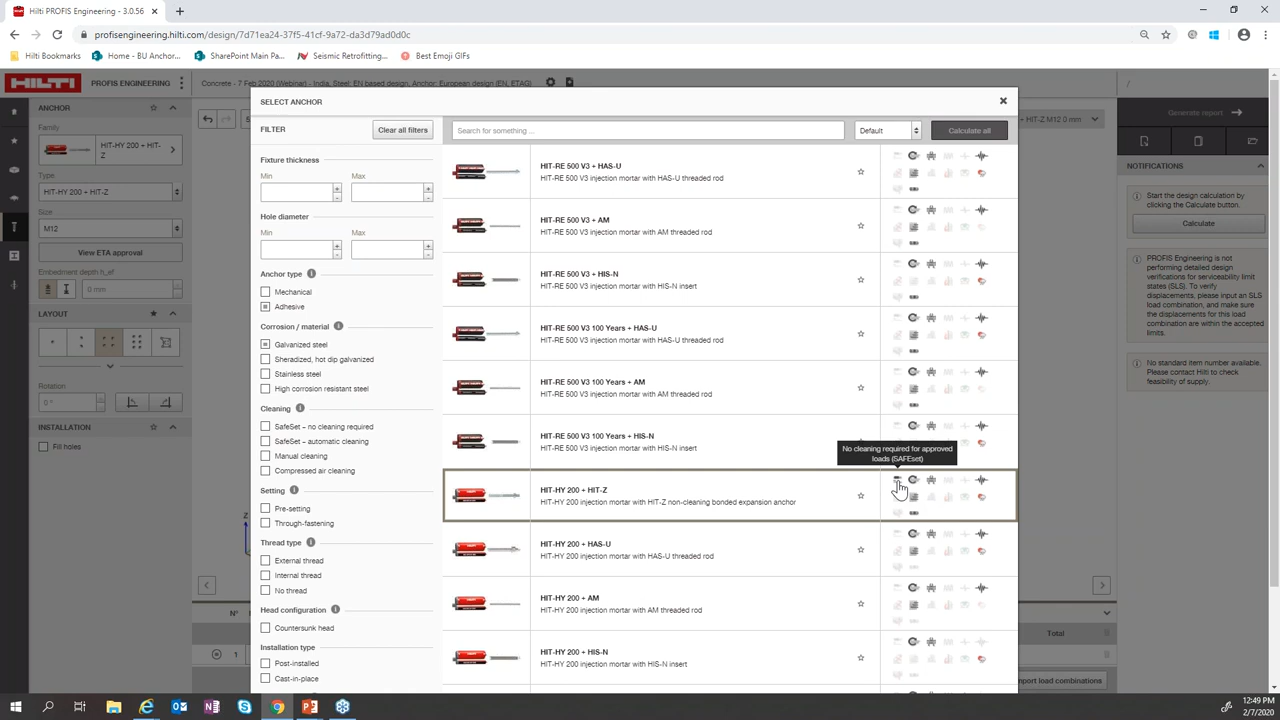 Hilti PROFIS Engineering - 3.0.56
profisengineering.hilti.com/design/7d71ea24-37f5-41cf-9a72-da3d79ad0d0c
Hilti Bookmarks
Home - BU Anchor...
SharePoint Main Pa...
Seismic Retrofitting...
Best Emoji GIFs
HILTI
PROFIS ENGINEERING
Concrete - 7 Feb 2020 (Webinar) - India, Steel: EN based design, Anchor: European design (EN, ETAG)
ANCHOR
Family
HIT-HY 200 + HIT-Z
Type
HIT-HY 200 + HIT-Z
Size
M12
View ETA approval
Embedment depth h_ef
0 mm
LAYOUT
Rotation
0 °
INSTALLATION
Fill holes
SELECT ANCHOR
FILTER
Clear all filters
Fixture thickness
Min
Max
Hole diameter
Min
Max
Anchor type
Mechanical
Adhesive
Corrosion / material
Galvanized steel
Sheradized, hot dip galvanized
Stainless steel
High corrosion resistant steel
Cleaning
SafeSet – no cleaning required
SafeSet – automatic cleaning
Manual cleaning
Compressed air cleaning
Setting
Pre-setting
Through-fastening
Thread type
External thread
Internal thread
No thread
Head configuration
Countersunk head
Installation type
Post-installed
Cast-in-place
Search for something ...
Default
Calculate all
HIT-RE 500 V3 + HAS-U
HIT-RE 500 V3 injection mortar with HAS-U threaded rod
HIT-RE 500 V3 + AM
HIT-RE 500 V3 injection mortar with AM threaded rod
HIT-RE 500 V3 + HIS-N
HIT-RE 500 V3 injection mortar with HIS-N insert
HIT-RE 500 V3 100 Years + HAS-U
HIT-RE 500 V3 injection mortar with HAS-U threaded rod
HIT-RE 500 V3 100 Years + AM
HIT-RE 500 V3 injection mortar with AM threaded rod
HIT-RE 500 V3 100 Years + HIS-N
HIT-RE 500 V3 injection mortar with HIS-N insert
No cleaning required for approved
loads (SAFEset)
HIT-HY 200 + HIT-Z
HIT-HY 200 injection mortar with HIT-Z non-cleaning bonded expansion anchor
HIT-HY 200 + HAS-U
HIT-HY 200 injection mortar with HAS-U threaded rod
HIT-HY 200 + AM
HIT-HY 200 injection mortar with AM threaded rod
HIT-HY 200 + HIS-N
HIT-HY 200 injection mortar with HIS-N insert
Z
N°
1
+ HIT-Z M12 0 mm
Total
mport load combinations
Generate report
NOTIFICATIONS
Start the design calculation by
clicking the Calculate button.
Calculate
PROFIS Engineering is
not performing detailed
design verifications for
serviceability limit
states (SLS). To verify
displacements, please
input an SLS
load combination, and make
sure the displacements for
this load combination are
within the accepted
limits.
No standard item number available.
Please contact Hilti to check
feasibility of supply.
12:49 PM
2/7/2020